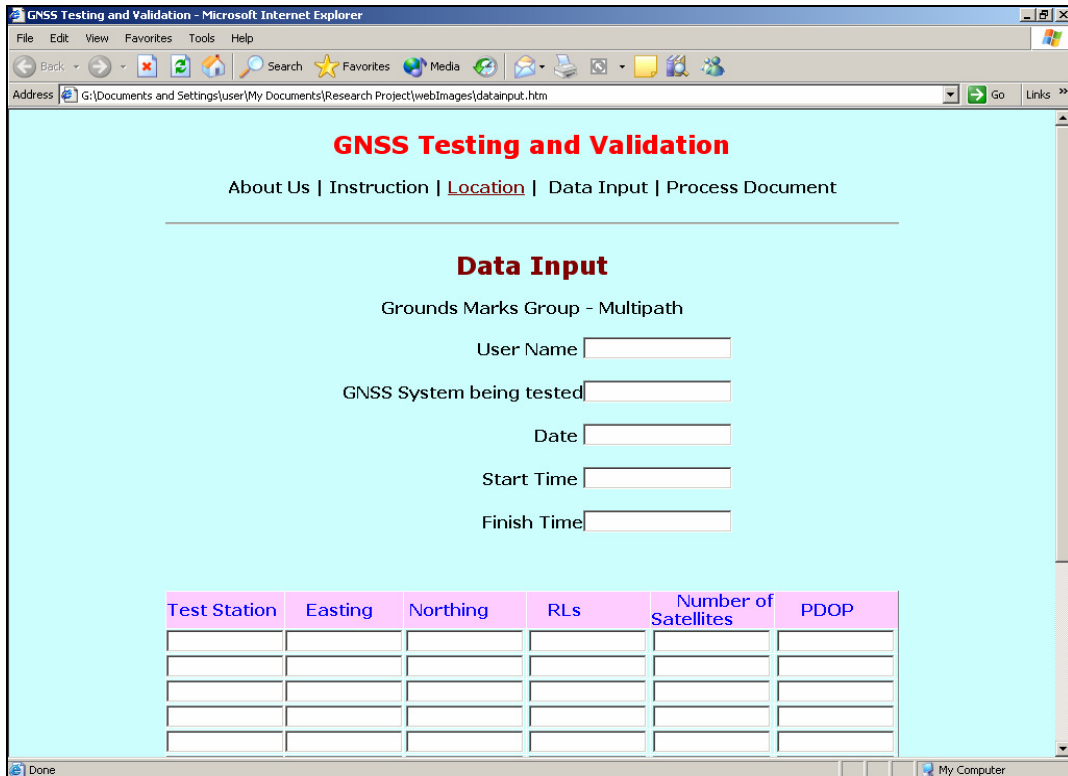 GNSS Testing and Validation - Microsoft Internet Explorer
File Edit View Favorites Tools Help
Back Search Favorites Media
Address G:\Documents and Settings\user\My Documents\Research Project\webImages\datainput.htm Go Links »
GNSS Testing and Validation
About Us | Instruction | Location | Data Input | Process Document
Data Input
Grounds Marks Group - Multipath
User Name
GNSS System being tested
Date
Start Time
Finish Time
Test Station Easting Northing RLs Number of Satellites PDOP
Done My Computer